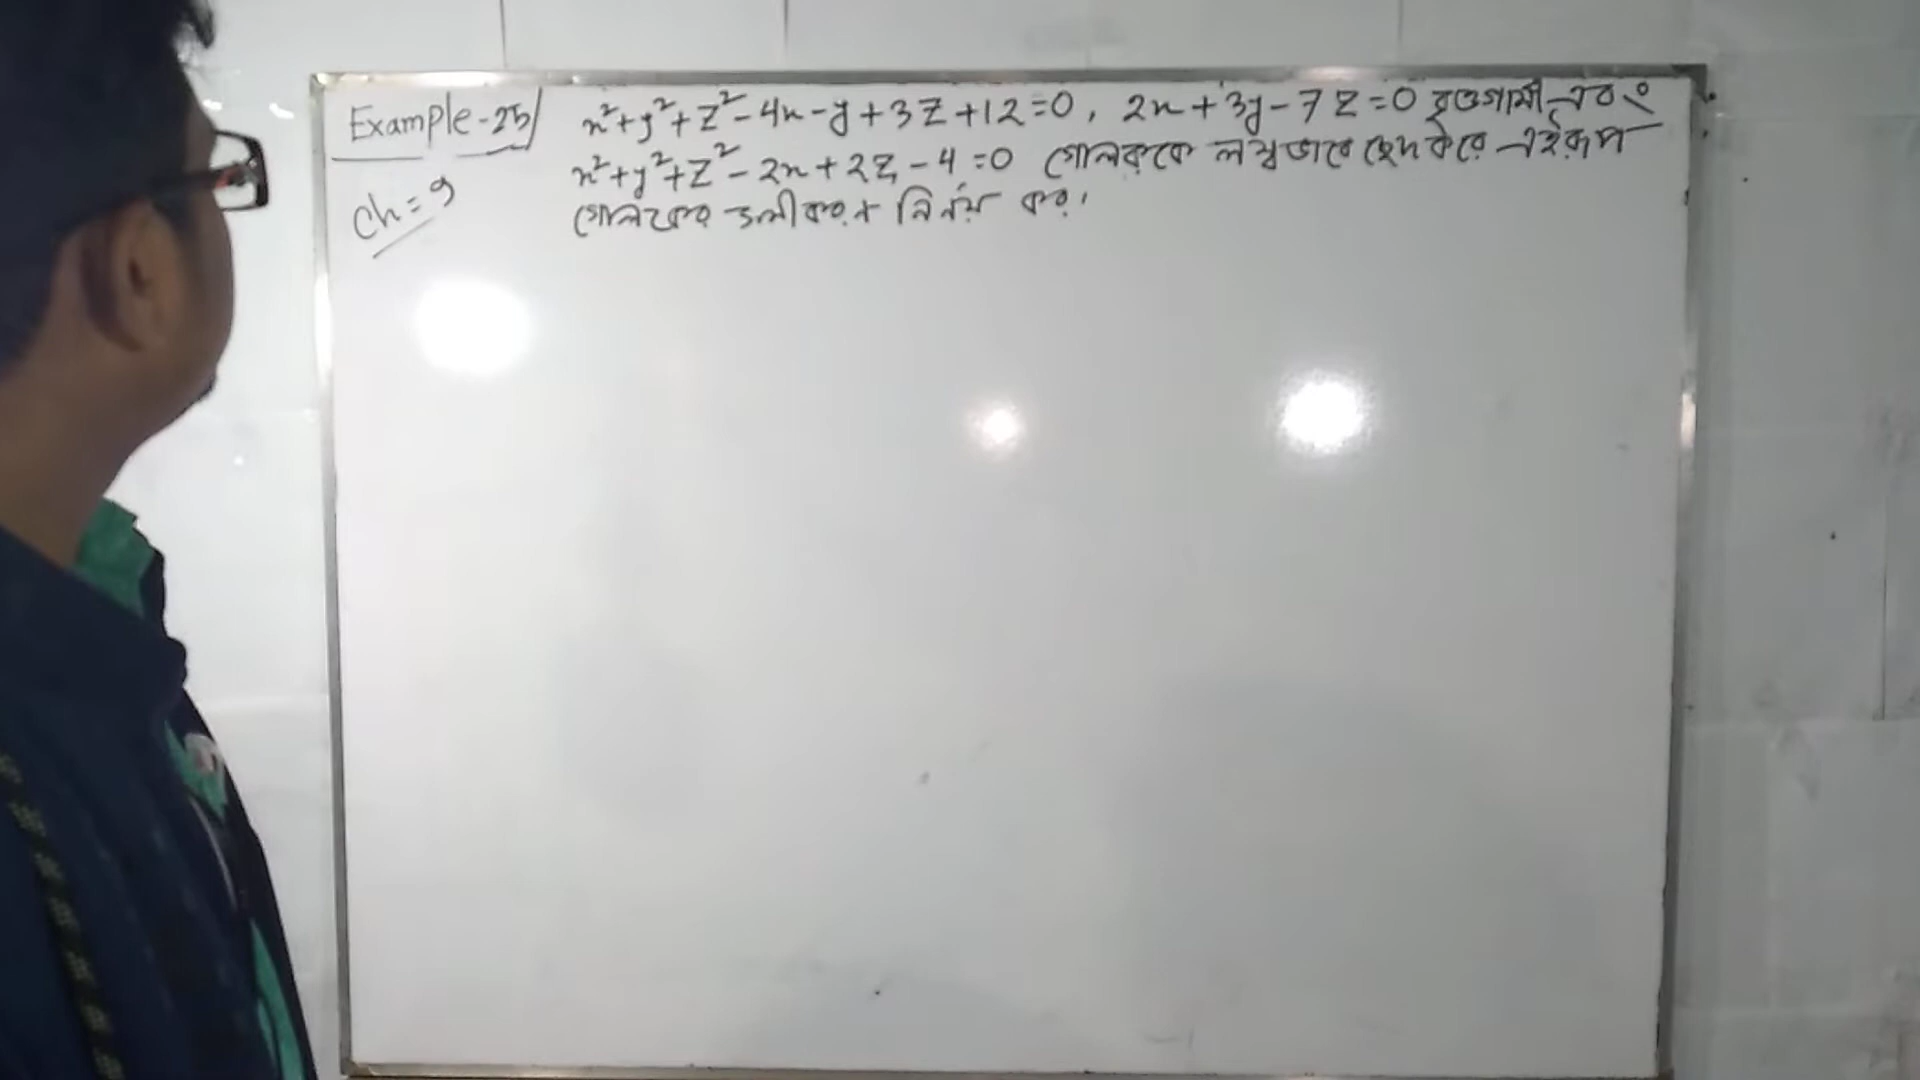 Example-25/ x²+y²+z²-4x-y+3z+12=0, 2x+3y-7z=0 বৃত্তগামী এবং
x²+y²+z²-2x+2z-4=0 গোলককে লম্বভাবে ছেদ করে এইরূপ
Ch=9
গোলকের সমীকরণ নির্ণয় কর।